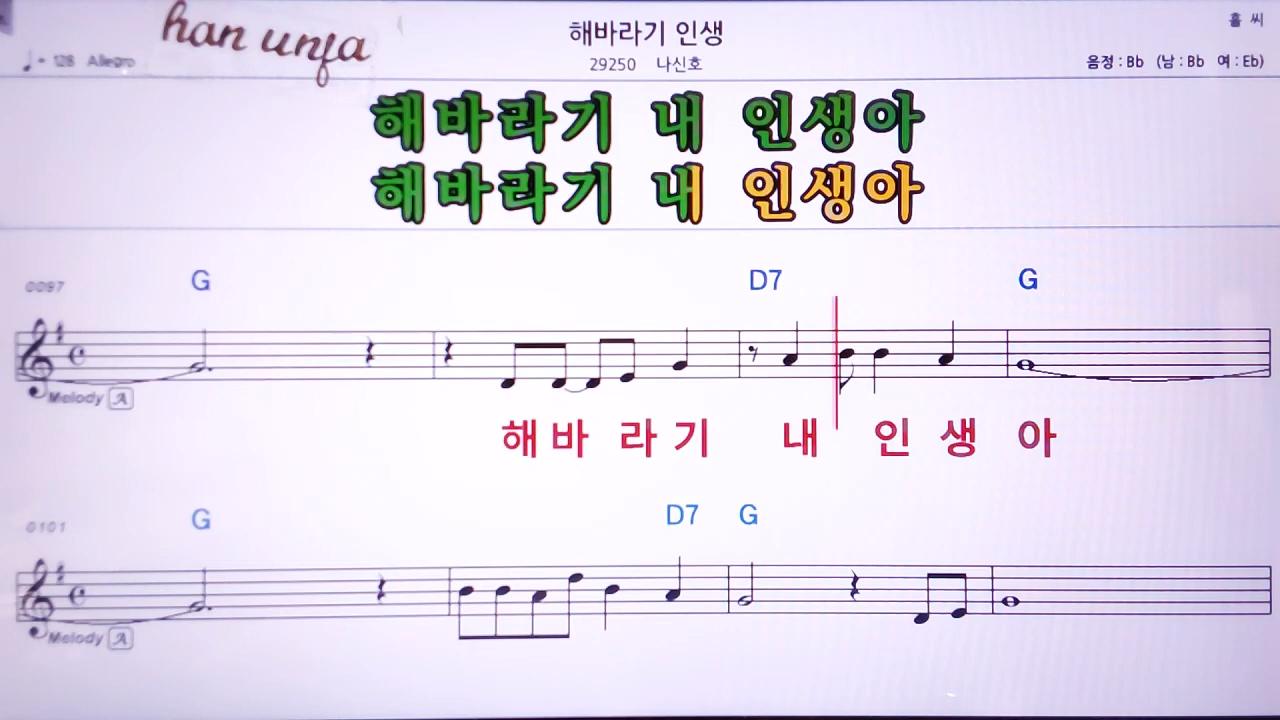 han unja
해바라기 인생
홀 씨
♩= 128 Allegro
29250 나신호
음정 : Bb (남 : Bb 여 : Eb)
해바라기 내 인생아
해바라기 내 인생아
0097 G D7 G
Melody A
해 바 라 기 내 인 생 아
0101 G D7 G
Melody A